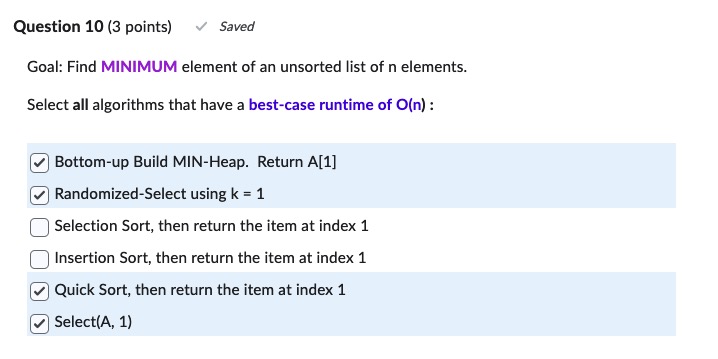 Question 10 (3 points) ✓ Saved
Goal: Find MINIMUM element of an unsorted list of n elements.
Select all algorithms that have a best-case runtime of O(n) :
Bottom-up Build MIN-Heap. Return A[1]
Randomized-Select using k = 1
Selection Sort, then return the item at index 1
Insertion Sort, then return the item at index 1
Quick Sort, then return the item at index 1
Select(A, 1)